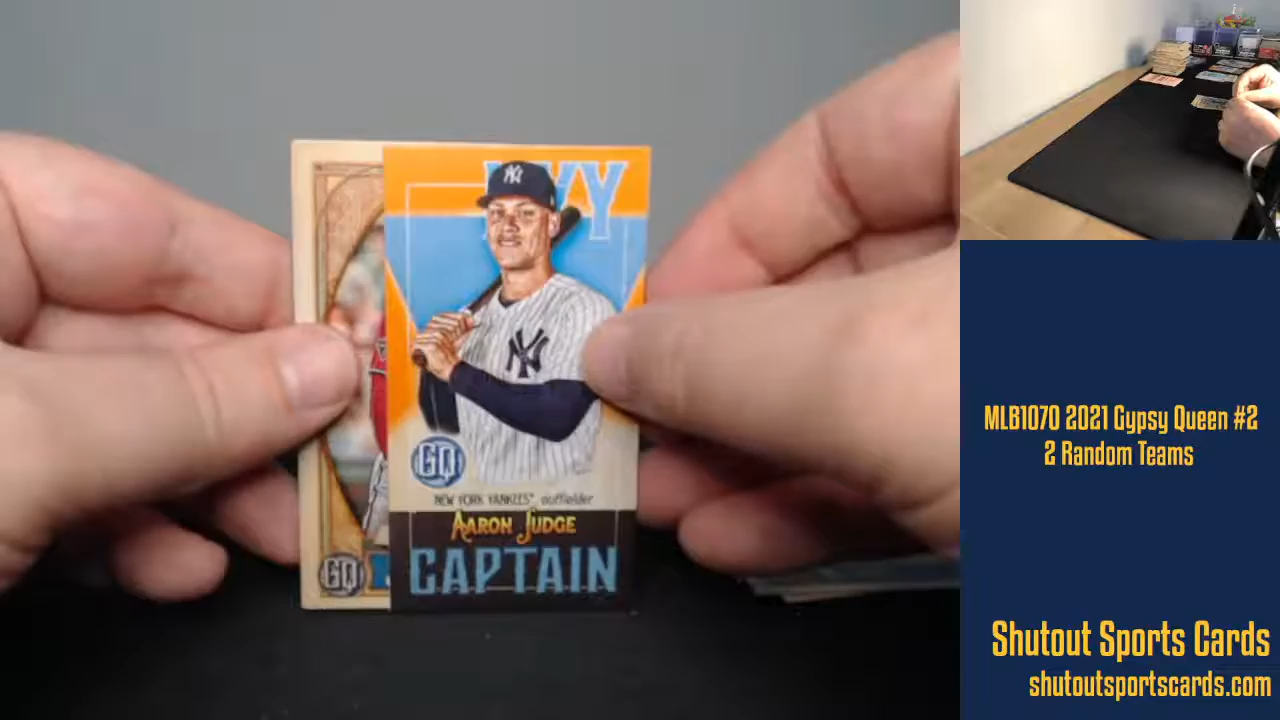 NY
NY
GQ
NEW YORK YANKEES® outfielder
AARON JUDGE
CAPTAIN
GQ
MLB1070 2021 Gypsy Queen #2
2 Random Teams
Shutout Sports Cards
shutoutsportscards.com